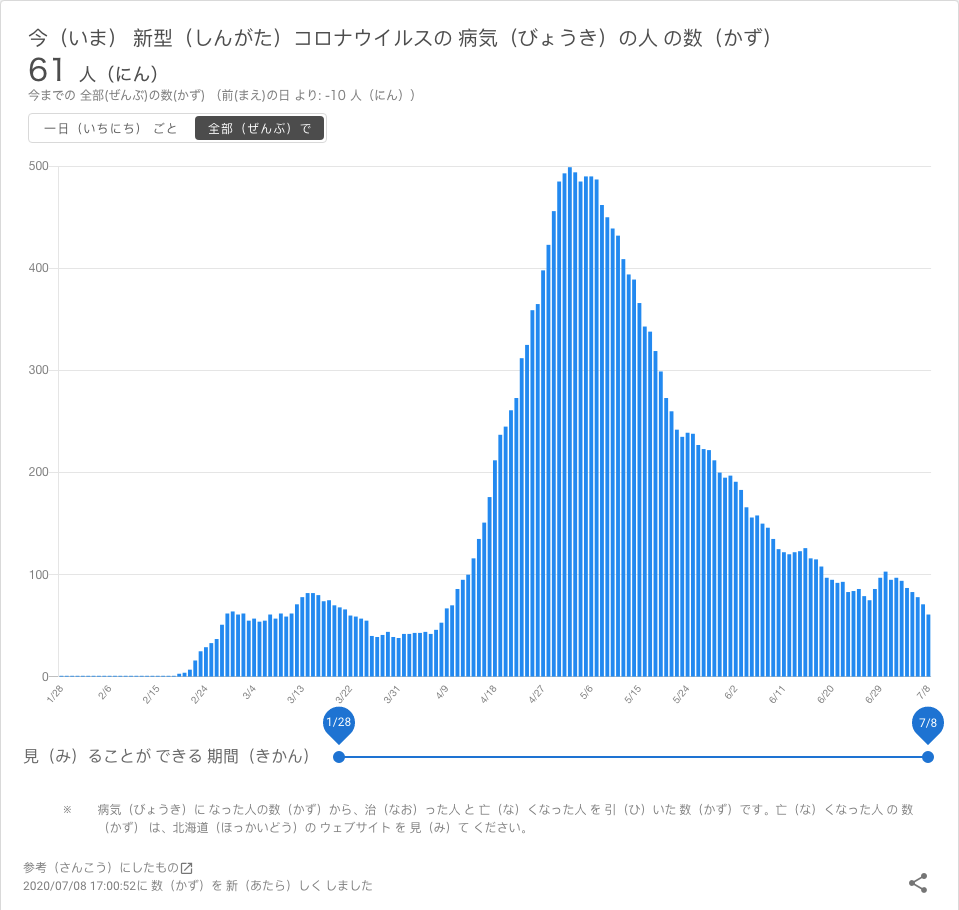 今（いま） 新型（しんがた）コロナウイルスの 病気（びょうき）の人 の数（かず）
61 人（にん）
今までの 全部(ぜんぶ)の数(かず) （前(まえ)の日 より: -10 人（にん））
一日（いちにち） ごと 全部（ぜんぶ）で
500
400
300
200
100
0
1/28 2/6 2/15 2/24 3/4 3/13 3/22 3/31 4/9 4/18 4/27 5/6 5/15 5/24 6/2 6/11 6/20 6/29 7/8
1/28 7/8
見（み）ることが できる 期間（きかん）
※ 病気（びょうき）に なった人の数（かず）から、治（なお）った人 と 亡（な）くなった人 を 引（ひ）いた 数（かず）です。亡（な）くなった人 の 数
（かず） は、北海道（ほっかいどう）の ウェブサイト を 見（み）て ください。
参考（さんこう）にしたもの
2020/07/08 17:00:52に 数（かず）を 新（あたら）しく しました